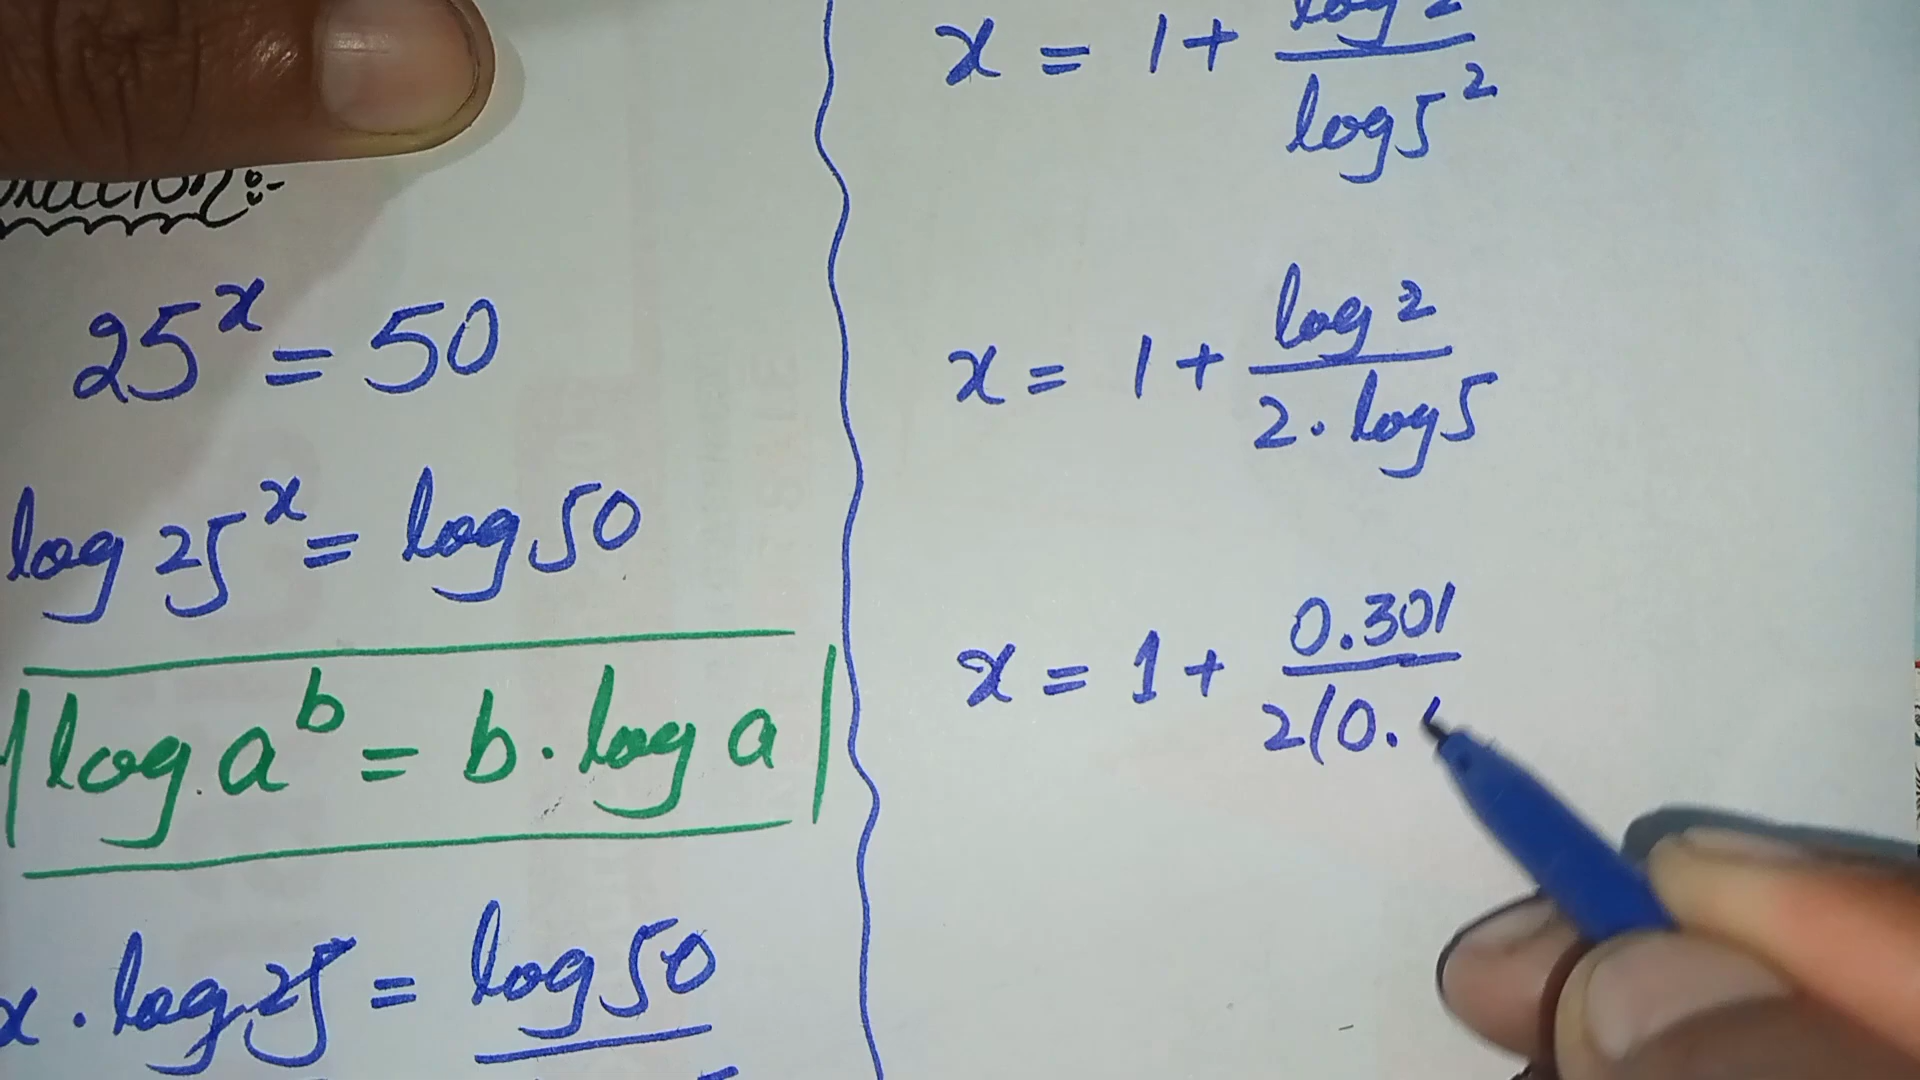 25^x = 50
log 25^x = log 50
log a^b = b . log a
x . log 25 = log 50
x = 1 + log 2 / log 5^2
x = 1 + log 2 / 2 . log 5
x = 1 + 0.301 / 2(0.